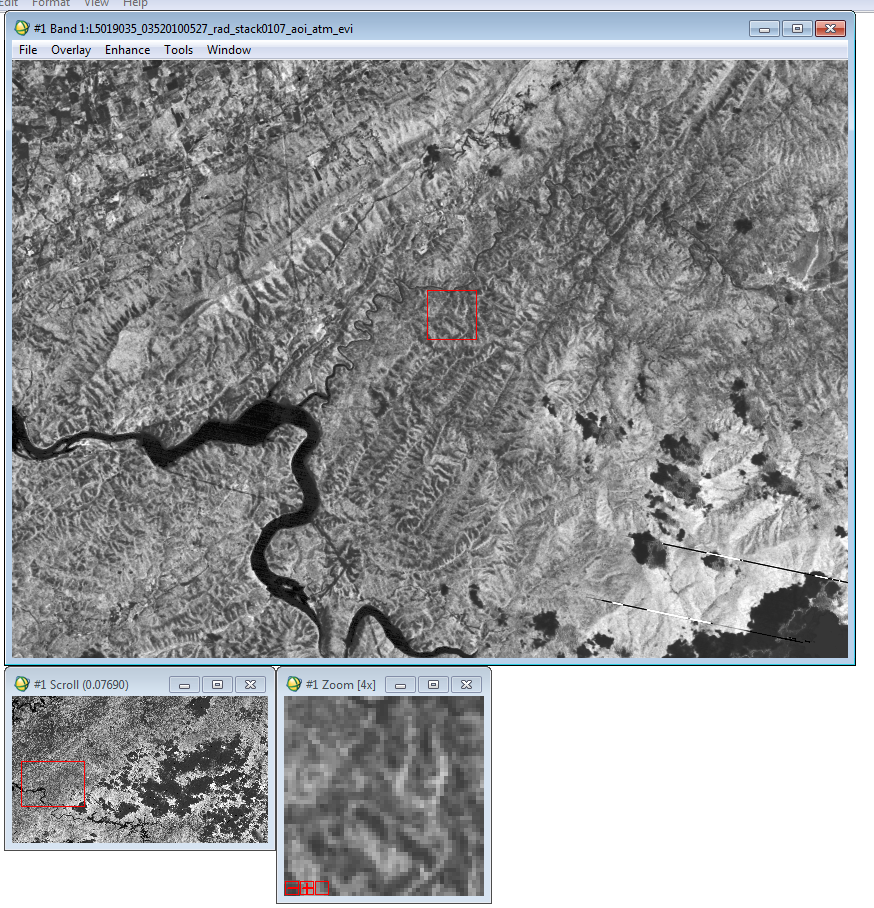 Edit Format View Help
#1 Band 1:L5019035_03520100527_rad_stack0107_aoi_atm_evi
File Overlay Enhance Tools Window
#1 Scroll (0.07690)
#1 Zoom [4x]